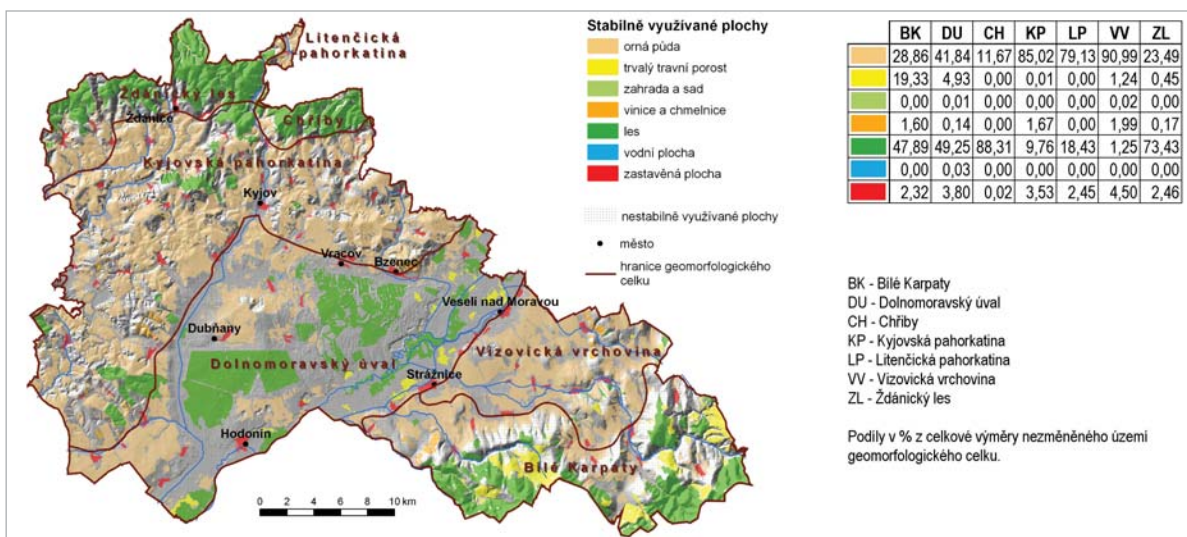 Litenčická
pahorkatina
Ždánický les
Ždánice
Chřiby
Kyjovská pahorkatina
Kyjov
Vracov
Bzenec
Veselí nad Moravou
Dubňany
Dolnomoravský úval
Vizovická vrchovina
Strážnice
Hodonín
Bílé Karpaty
0 2 4 6 8 10 km
Stabilně využívané plochy
orná půda
trvalý travní porost
zahrada a sad
vinice a chmelnice
les
vodní plocha
zastavěná plocha
nestabilně využívané plochy
město
hranice geomorfologického
celku
BK DU CH KP LP VV ZL
28,86 41,84 11,67 85,02 79,13 90,99 23,49
19,33 4,93 0,00 0,01 0,00 1,24 0,45
0,00 0,01 0,00 0,00 0,00 0,02 0,00
1,60 0,14 0,00 1,67 0,00 1,99 0,17
47,89 49,25 88,31 9,76 18,43 1,25 73,43
0,00 0,03 0,00 0,00 0,00 0,00 0,00
2,32 3,80 0,02 3,53 2,45 4,50 2,46
BK - Bílé Karpaty
DU - Dolnomoravský úval
CH - Chřiby
KP - Kyjovská pahorkatina
LP - Litenčická pahorkatina
VV - Vizovická vrchovina
ZL - Ždánický les
Podíly v % z celkové výměry nezměněného území
geomorfologického celku.